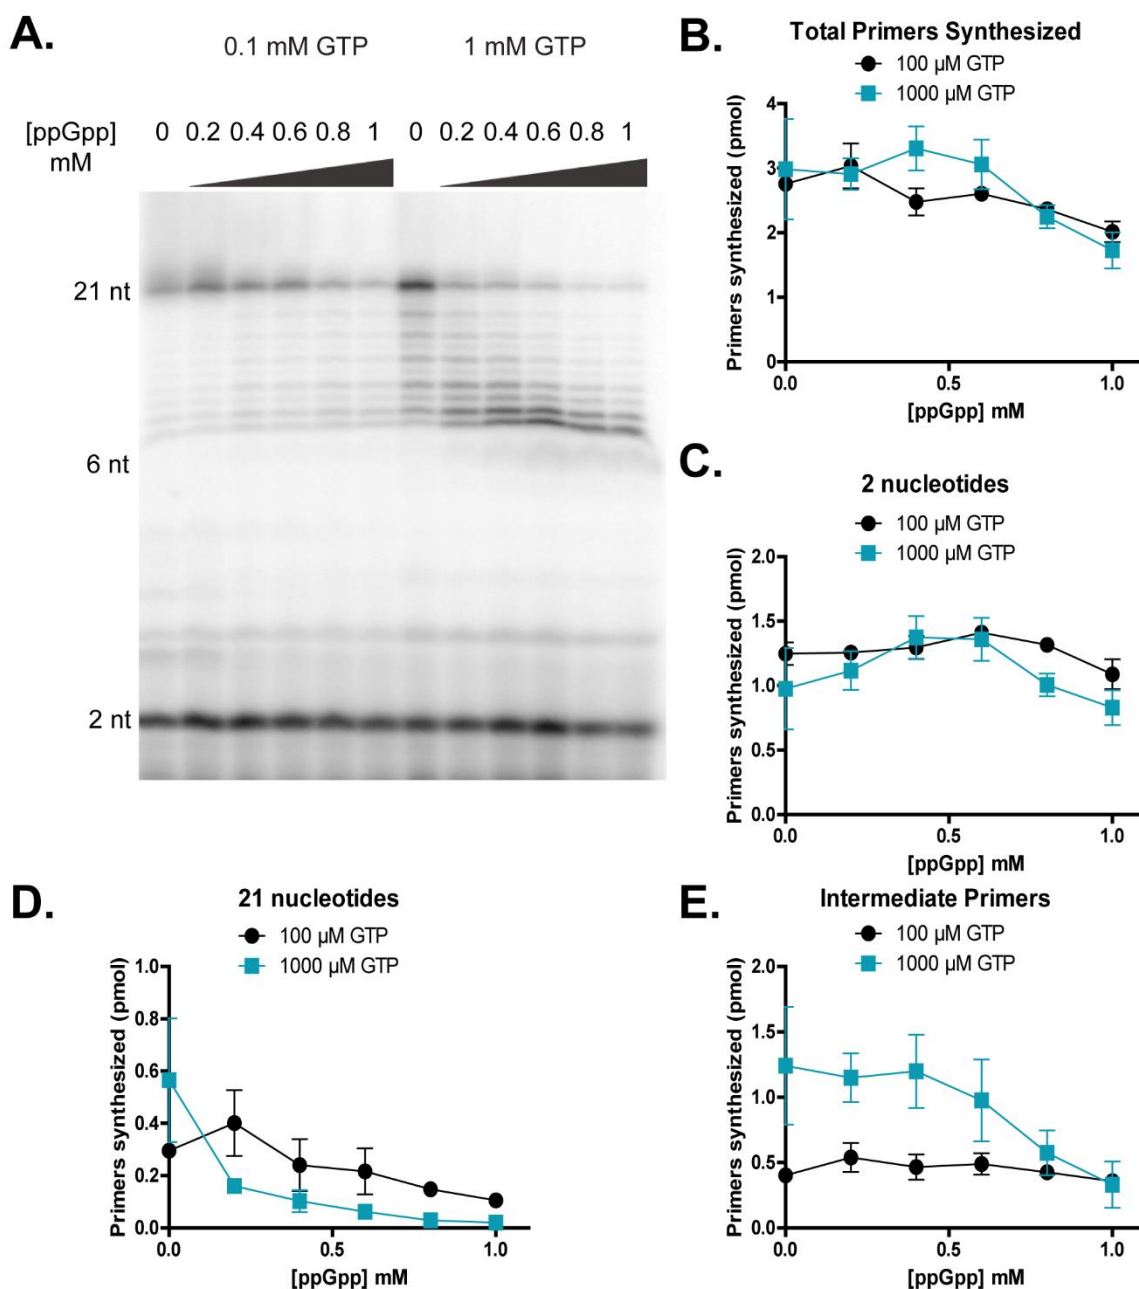 A.
0.1 mM GTP 1 mM GTP
[ppGpp] 0 0.2 0.4 0.6 0.8 1 0 0.2 0.4 0.6 0.8 1
mM
21 nt
6 nt
2 nt
B.
Total Primers Synthesized
100 µM GTP
1000 µM GTP
Primers synthesized (pmol)
4
3
2
1
0
0.0 0.5 1.0
[ppGpp] mM
C.
2 nucleotides
100 µM GTP
1000 µM GTP
Primers synthesized (pmol)
2.0
1.5
1.0
0.5
0.0
0.0 0.5 1.0
[ppGpp] mM
D.
21 nucleotides
100 µM GTP
1000 µM GTP
Primers synthesized (pmol)
1.0
0.8
0.6
0.4
0.2
0.0
0.0 0.5 1.0
[ppGpp] mM
E.
Intermediate Primers
100 µM GTP
1000 µM GTP
Primers synthesized (pmol)
2.0
1.5
1.0
0.5
0.0
0.0 0.5 1.0
[ppGpp] mM